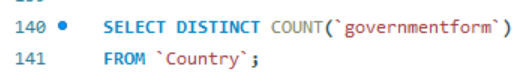 140 SELECT DISTINCT COUNT(`governmentform`)
141 FROM `Country`;